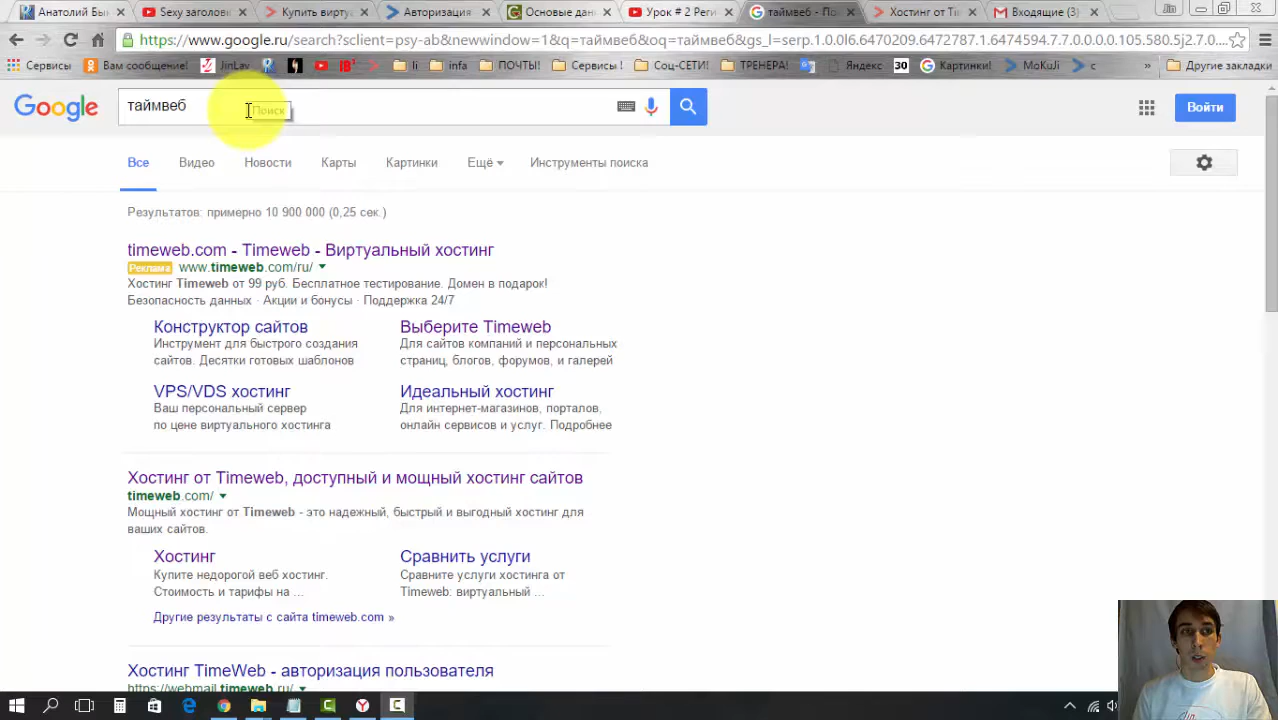 Анатолий Быков
Sexy заголов
Купить вирту
Авторизация
Основые данн
Урок # 2 Реги
таймвеб - По
Хостинг от Ti
Входящие (3)
https://www.google.ru/search?sclient=psy-ab&newwindow=1&q=таймвеб&oq=таймвеб&gs_l=serp.1.0.0l6.6470209.6472787.1.6474594.7.7.0.0.0.0.105.580.5j2.7.0....
Сервисы
Вам сообщение!
JinLav
li
infa
ПОЧТЫ!
Соц-СЕТИ!
ТРЕНЕРА!
Яндекс
30
Картинки!
MoKuJi
с
»
Другие закладки
Google
таймвеб
Поиск
Войти
Все Видео Новости Карты Картинки Ещё Инструменты поиска
Результатов: примерно 10 900 000 (0,25 сек.)
timeweb.com - Timeweb - Виртуальный хостинг
Реклама www.timeweb.com/ru/
Хостинг Timeweb от 99 руб. Бесплатное тестирование. Домен в подарок!
Безопасность данных · Акции и бонусы · Поддержка 24/7
Конструктор сайтов
Инструмент для быстрого создания
сайтов. Десятки готовых шаблонов
Выберите Timeweb
Для сайтов компаний и персональных
страниц, блогов, форумов, и галерей
VPS/VDS хостинг
Ваш персональный сервер
по цене виртуального хостинга
Идеальный хостинг
Для интернет-магазинов, порталов,
онлайн сервисов и услуг. Подробнее
Хостинг от Timeweb, доступный и мощный хостинг сайтов
timeweb.com/
Мощный хостинг от Timeweb - это надежный, быстрый и выгодный хостинг для
ваших сайтов.
Хостинг
Купите недорогой веб хостинг.
Стоимость и тарифы на ...
Сравнить услуги
Сравните услуги хостинга от
Timeweb: виртуальный ...
Другие результаты с сайта timeweb.com »
Хостинг TimeWeb - авторизация пользователя
https://webmail.timeweb.ru/